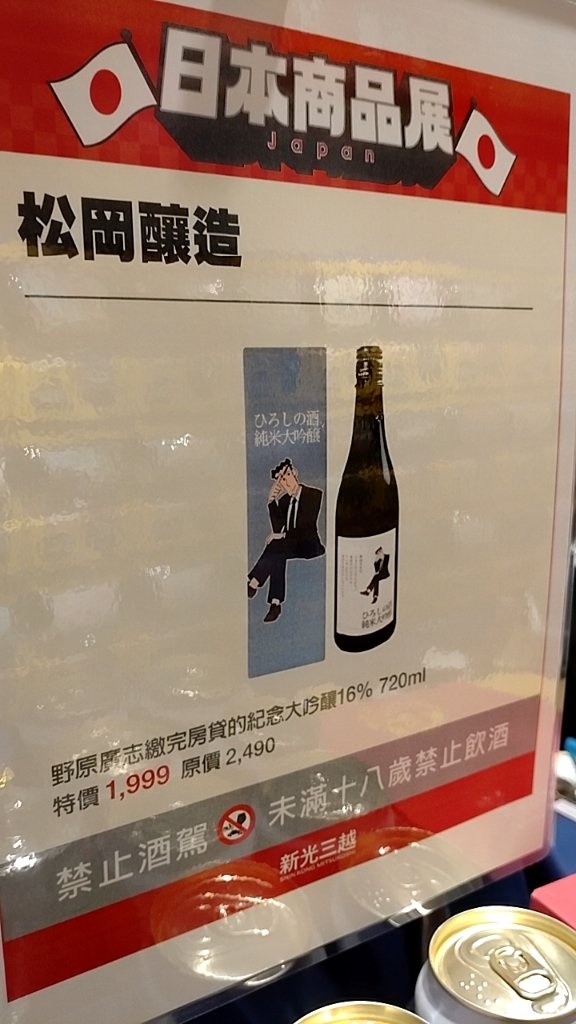 日本商品展
Japan
松岡釀造
ひろしの酒
純米大吟醸
ひろしの酒
純米大吟醸
野原廣志繳完房貸的紀念大吟釀16% 720ml
特價 1,999 原價 2,490
禁止酒駕 未滿十八歲禁止飲酒
新光三越
SHIN KONG MITSUKOSHI